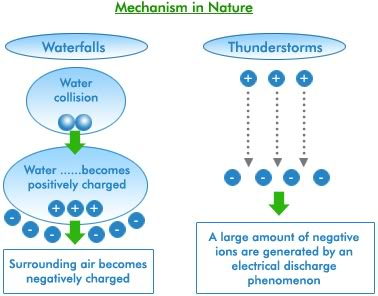 Mechanism in Nature
Waterfalls
Water
collision
Water ......becomes
positively charged
+ + +
- - - - - - -
Surrounding air becomes
negatively charged
Thunderstorms
+ + +
- - - -
A large amount of negative
ions are generated by an
electrical discharge
phenomenon